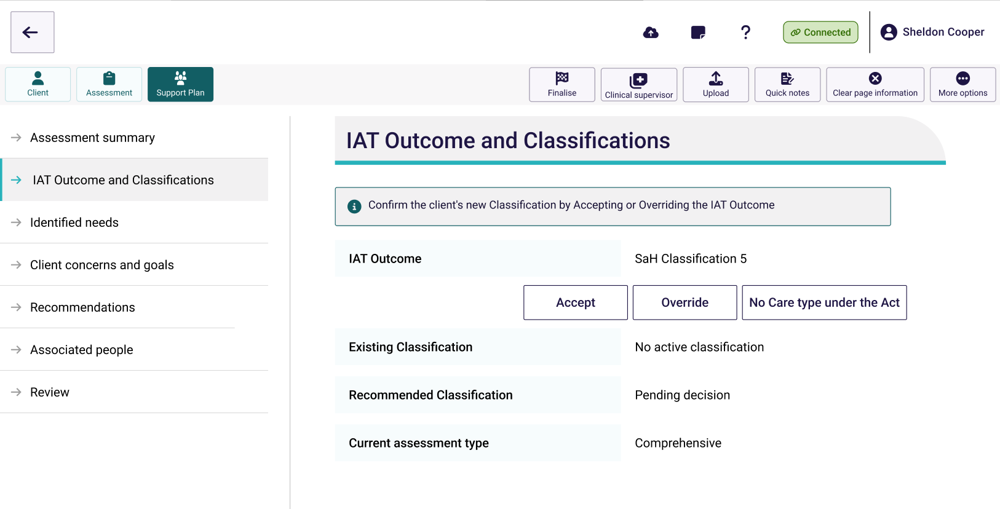 Connected
Sheldon Cooper
Client
Assessment
Support Plan
Finalise
Clinical supervisor
Upload
Quick notes
Clear page information
More options
Assessment summary
IAT Outcome and Classifications
Identified needs
Client concerns and goals
Recommendations
Associated people
Review
IAT Outcome and Classifications
Confirm the client's new Classification by Accepting or Overriding the IAT Outcome
IAT Outcome SaH Classification 5
Accept Override No Care type under the Act
Existing Classification No active classification
Recommended Classification Pending decision
Current assessment type Comprehensive